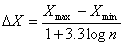 ΔX = (X_max − X_min) / (1 + 3.3 log n)